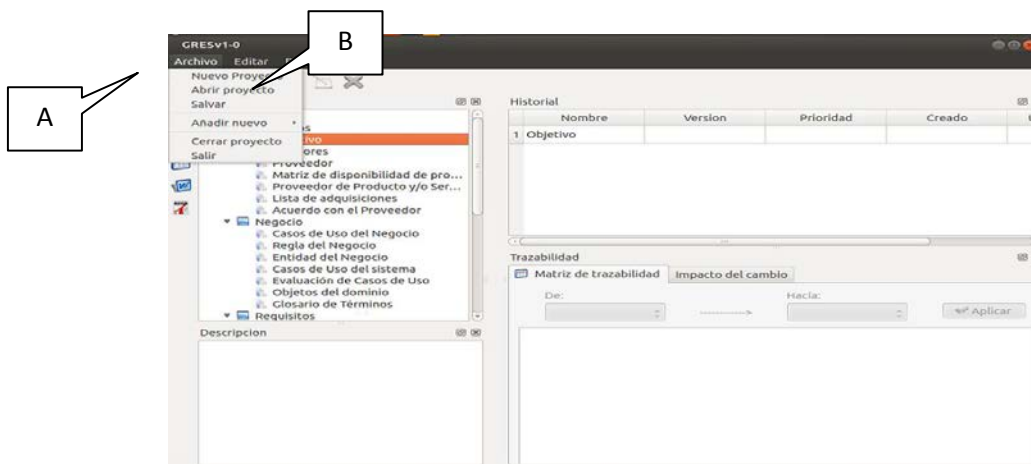 B
A
GRESv1-0
Archivo Editar
Nuevo Proyecto
Abrir proyecto
Salvar
Añadir nuevo
Cerrar proyecto
Salir
Proveedor
Matriz de disponibilidad de pro...
Proveedor de Producto y/o Ser...
Lista de adquisiciones
Acuerdo con el Proveedor
Negocio
Casos de Uso del Negocio
Regla del Negocio
Entidad del Negocio
Casos de Uso del sistema
Evaluación de Casos de Uso
Objetos del dominio
Glosario de Términos
Requisitos
Descripcion
Historial
Nombre Version Prioridad Creado
1 Objetivo
Trazabilidad
Matriz de trazabilidad Impacto del cambio
De: Hacia:
Aplicar